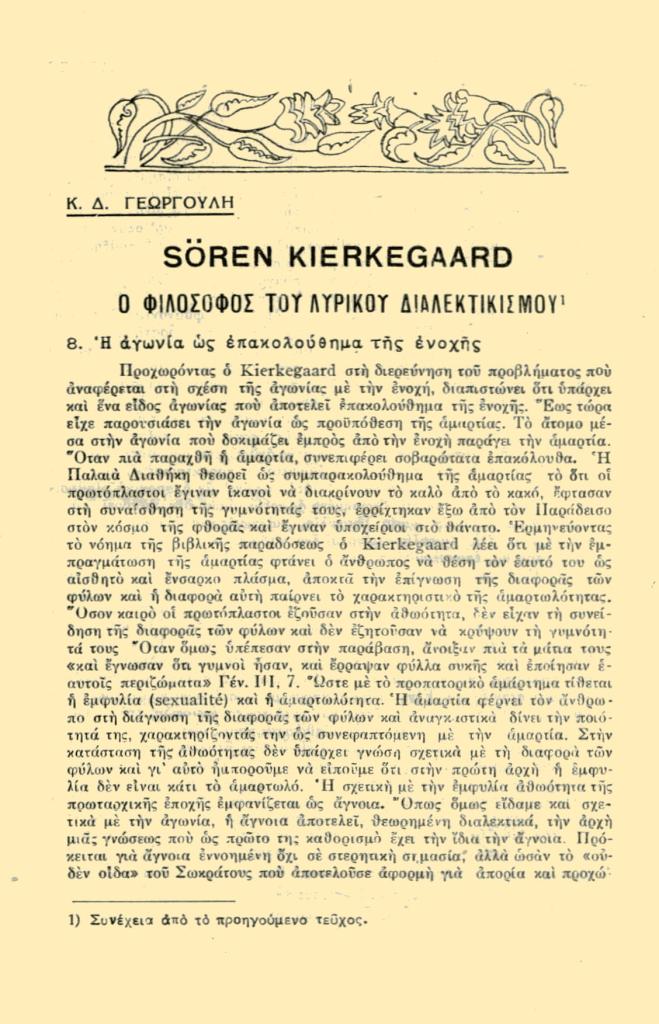 Κ. Δ. ΓΕΩΡΓΟΥΛΗ
SÖREN KIERKEGAARD
Ο ΦΙΛΟΣΟΦΟΣ ΤΟΥ ΛΥΡΙΚΟΥ ΔΙΑΛΕΚΤΙΚΙΣΜΟΥ¹
8. Ἡ ἀγωνία ὡς ἐπακολούθημα τῆς ἐνοχῆς
Προχωρόντας ὁ Kierkegaard στὴ διερεύνηση τοῦ προβλήματος ποὺ
ἀναφέρεται στὴ σχέση τῆς ἀγωνίας μὲ τὴν ἐνοχή, διαπιστώνει ὅτι ὑπάρχει
καὶ ἕνα εἶδος ἀγωνίας ποὺ ἀποτελεῖ ἐπακολούθημα τῆς ἐνοχῆς. Ἕως τώρα
εἶχε παρουσιάσει τὴν ἀγωνία ὡς προϋπόθεση τῆς ἁμαρτίας. Τὸ ἄτομο μέ-
σα στὴν ἀγωνία ποὺ δοκιμάζει ἐμπρὸς ἀπὸ τὴν ἐνοχὴ παράγει τὴν ἁμαρτία.
Ὅταν πιὰ παραχθῆ ἡ ἁμαρτία, συνεπιφέρει σοβαρώτατα ἐπακόλουθα. Ἡ
Παλαιὰ Διαθήκη θεωρεῖ ὡς συμπαρακολούθημα τῆς ἁμαρτίας τὸ ὅτι οἱ
πρωτόπλαστοι ἔγιναν ἱκανοὶ νὰ διακρίνουν τὸ καλὸ ἀπὸ τὸ κακό, ἔφτασαν
στὴ συναίσθηση τῆς γυμνότητάς τους, ἐρρίχτηκαν ἔξω ἀπὸ τὸν Παράδεισο
στὸν κόσμο τῆς φθορᾶς καὶ ἔγιναν ὑποχείριοι στὸ θάνατο. Ἑρμηνεύοντας
τὸ νόημα τῆς βιβλικῆς παραδόσεως ὁ Kierkegaard λέει ὅτι μὲ τὴν ἐμ-
πραγμάτωση τῆς ἁμαρτίας φτάνει ὁ ἄνθρωπος νὰ θέση τὸν ἑαυτό του ὡς
αἰσθητὸ καὶ ἔνσαρκο πλάσμα, ἀποκτᾶ τὴν ἐπίγνωση τῆς διαφορᾶς τῶν
φύλων καὶ ἡ διαφορὰ αὐτὴ παίρνει τὸ χαρακτηριστικὸ τῆς ἁμαρτωλότητας.
Ὅσον καιρὸ οἱ πρωτόπλαστοι ἐζοῦσαν στὴν ἀθωότητα, δὲν εἶχαν τὴ συνεί-
δηση τῆς διαφορᾶς τῶν φύλων καὶ δὲν ἐζητοῦσαν νὰ κρύψουν τὴ γυμνότη-
τά τους Ὅταν ὅμως ὑπέπεσαν στὴν παράβαση, ἄνοιξαν πιὰ τὰ μάτια τους
«καὶ ἔγνωσαν ὅτι γυμνοὶ ἦσαν, καὶ ἔρραψαν φύλλα συκῆς καὶ ἐποίησαν ἑ-
αυτοῖς περιζώματα» Γέν. III, 7. Ὥστε μὲ τὸ προπατορικὸ ἁμάρτημα τίθεται
ἡ ἐμφυλία (sexualité) καὶ ἡ ἁμαρτωλότητα. Ἡ ἁμαρτία φέρνει τὸν ἄνθρω-
πο στὴ διάγνωση τῆς διαφορᾶς τῶν φύλων καὶ ἀναγκαστικὰ δίνει τὴν ποιό-
τητά της, χαρακτηρίζοντάς την ὡς συνεφαπτόμενη μὲ τὴν ἁμαρτία. Στὴν
κατάσταση τῆς ἀθωότητας δὲν ὑπάρχει γνώση σχετικὰ μὲ τὴ διαφορὰ τῶν
φύλων καὶ γι' αὐτὸ ἠμποροῦμε νὰ εἰποῦμε ὅτι στὴν πρώτη ἀρχὴ ἡ ἐμφυ-
λία δὲν εἶναι κάτι τὸ ἁμαρτωλό. Ἡ σχετικὴ μὲ τὴν ἐμφυλία ἀθωότητα τῆς
πρωταρχικῆς ἐποχῆς ἐμφανίζεται ὡς ἄγνοια. Ὅπως ὅμως εἴδαμε καὶ σχε-
τικὰ μὲ τὴν ἀγωνία, ἡ ἄγνοια ἀποτελεῖ, θεωρημένη διαλεκτικά, τὴν ἀρχὴ
μιᾶς γνώσεως ποὺ ὡς πρῶτο της καθορισμὸ ἔχει τὴν ἴδια τὴν ἄγνοια. Πρό-
κειται γιὰ ἄγνοια ἐννοημένη ὄχι σὲ στερητικὴ σημασία, ἀλλὰ ὡσὰν τὸ «οὐ-
δὲν οἶδα» τοῦ Σωκράτους ποὺ ἀποτελοῦσε ἀφορμὴ γιὰ ἀπορία καὶ προχώ-
1) Συνέχεια ἀπὸ τὸ προηγούμενο τεῦχος.